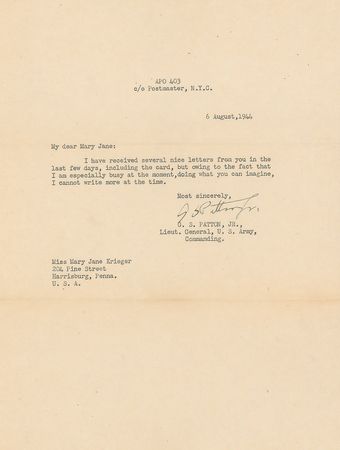 APO 403
c/o Postmaster, N.Y.C.
6 August,1944
My dear Mary Jane:
I have received several nice letters from you in the
last few days, including the card, but owing to the fact that
I am especially busy at the moment,doing what you can imagine,
I cannot write more at the time.
Most sincerely,
G. S. PATTON, JR.,
Lieut. General, U. S. Army,
Commanding.
Miss Mary Jane Krieger
204 Pine Street
Harrisburg, Penna.
U. S. A.